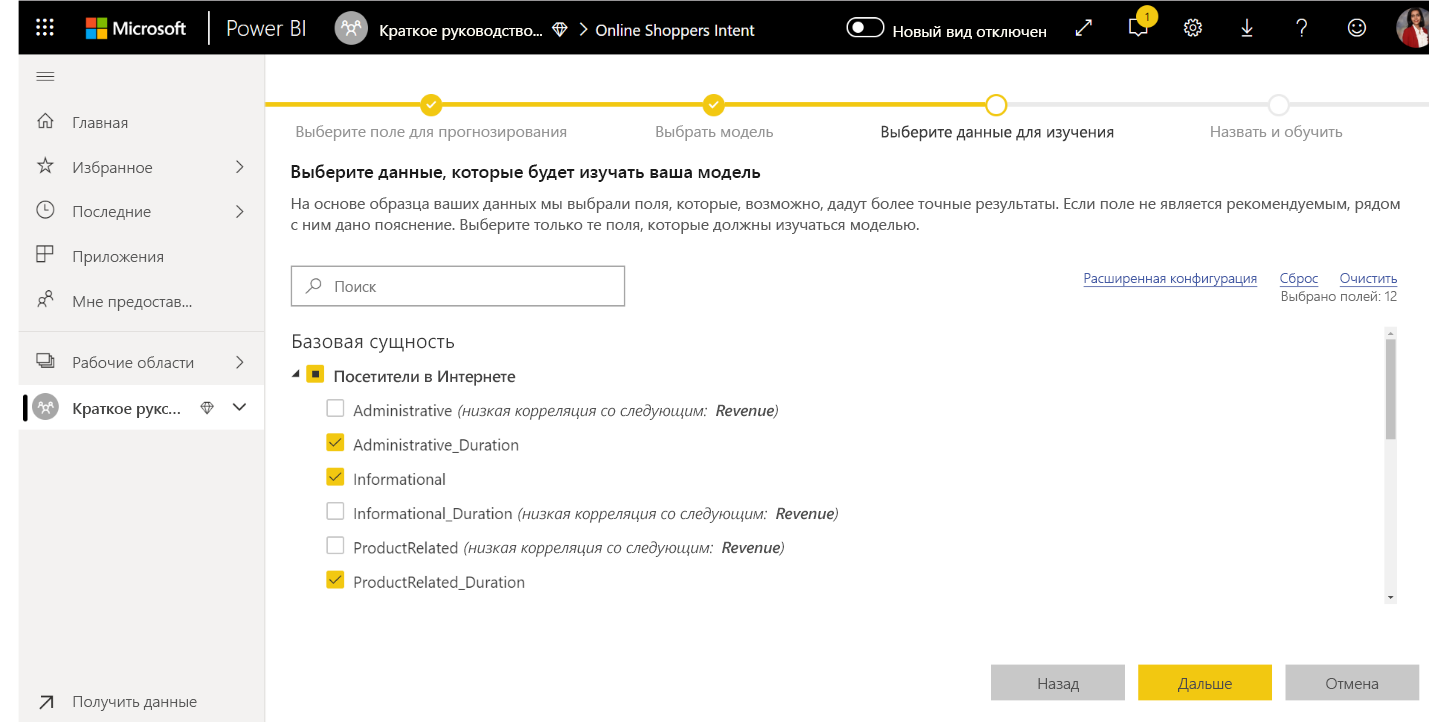 Microsoft Power BI Краткое руководство... > Online Shoppers Intent Новый вид отключен 1 ?
Главная
Избранное
Последние
Приложения
Мне предостав...
Рабочие области
Краткое рукс...
Получить данные
Выберите поле для прогнозирования Выбрать модель Выберите данные для изучения Назвать и обучить
Выберите данные, которые будет изучать ваша модель
На основе образца ваших данных мы выбрали поля, которые, возможно, дадут более точные результаты. Если поле не является рекомендуемым, рядом
с ним дано пояснение. Выберите только те поля, которые должны изучаться моделью.
Поиск
Расширенная конфигурация Сброс Очистить
Выбрано полей: 12
Базовая сущность
Посетители в Интернете
Administrative (низкая корреляция со следующим: Revenue)
Administrative_Duration
Informational
Informational_Duration (низкая корреляция со следующим: Revenue)
ProductRelated (низкая корреляция со следующим: Revenue)
ProductRelated_Duration
Назад Дальше Отмена